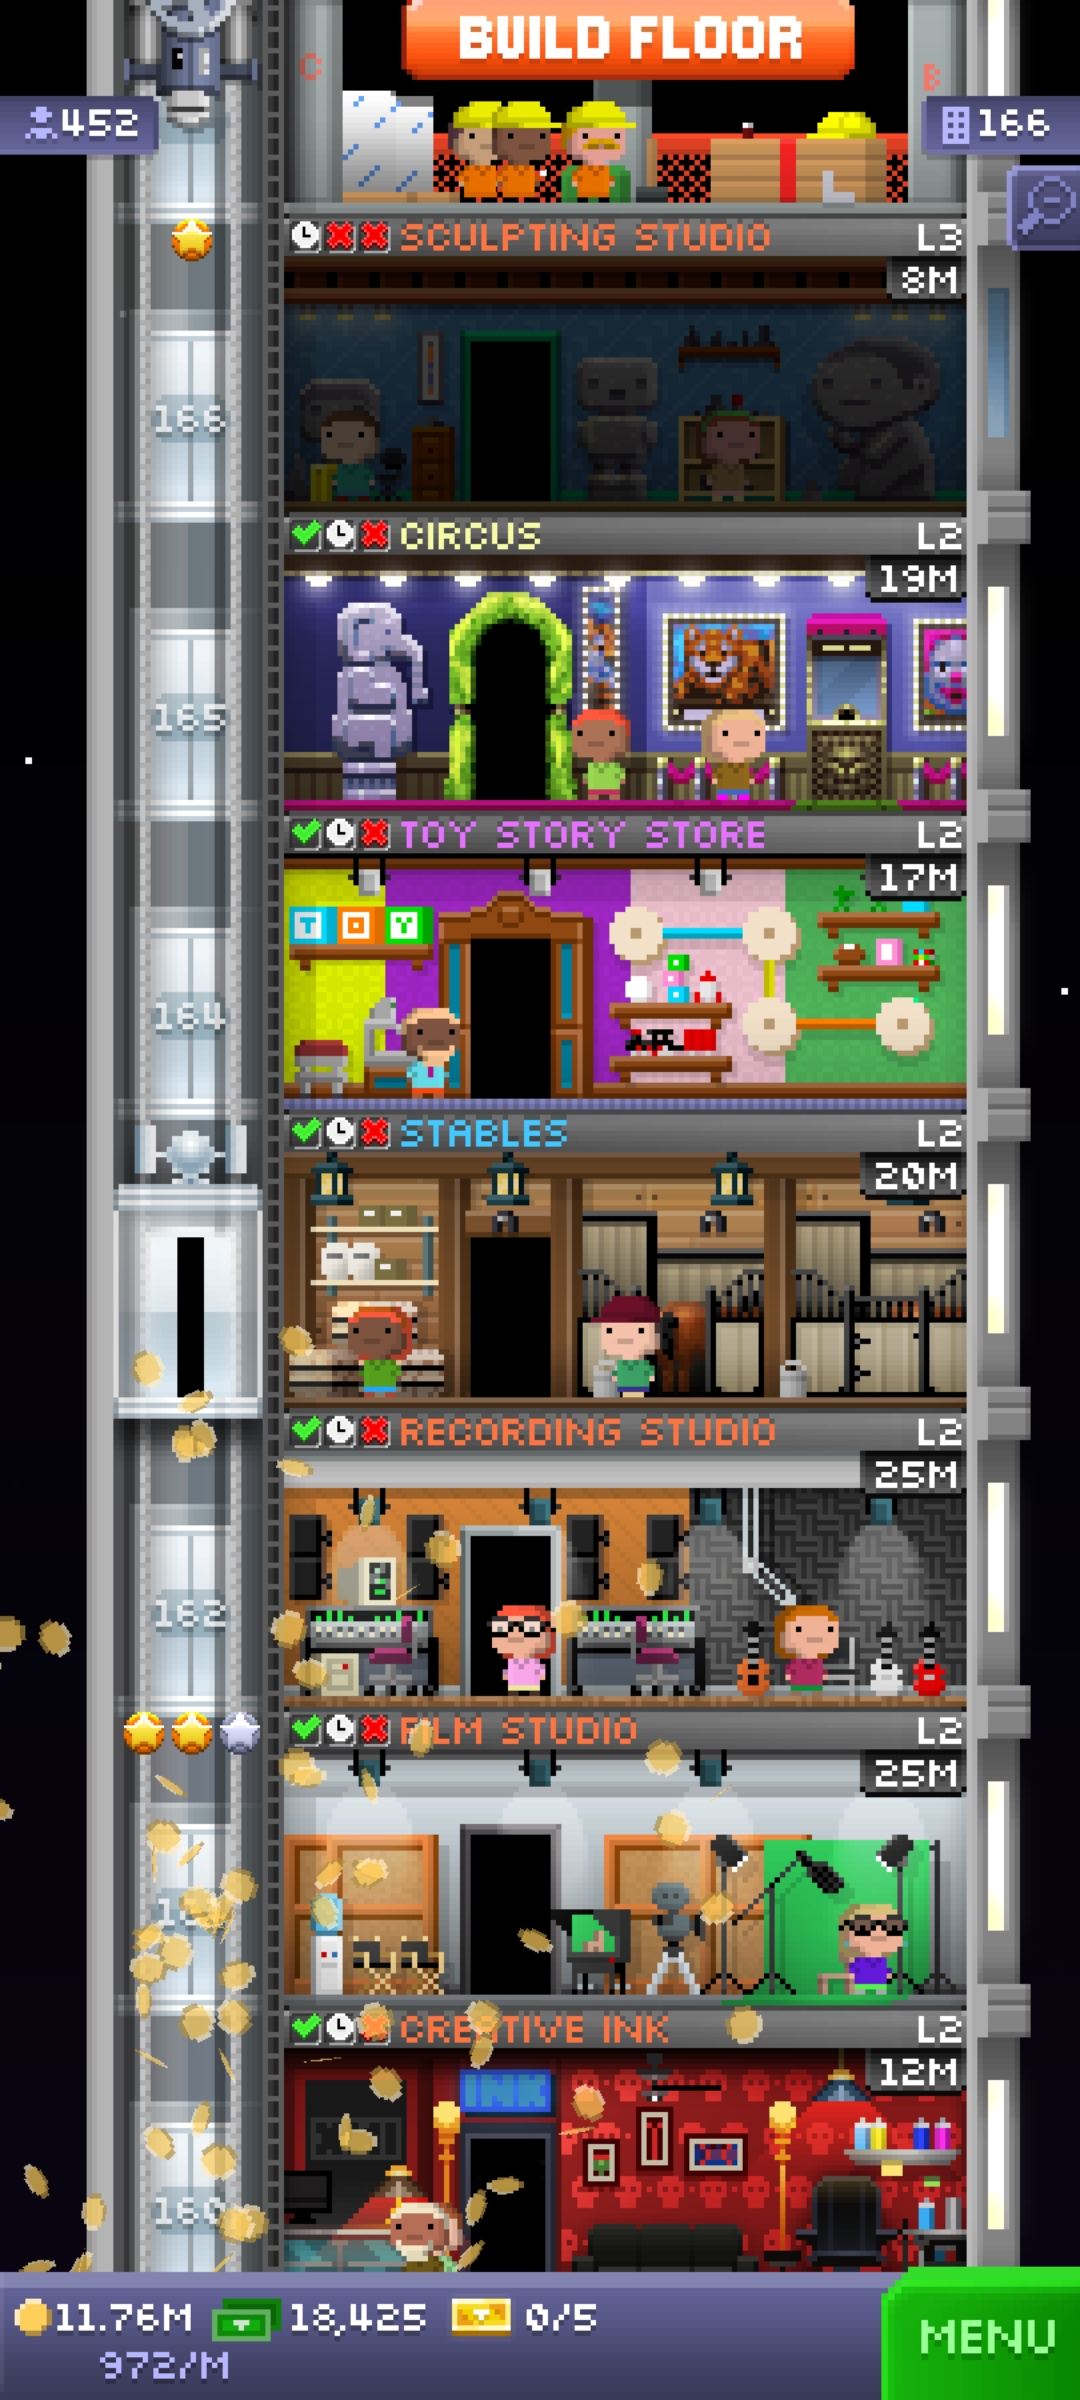 BUILD FLOOR
C
B
452
166
SCULPTING STUDIO L3
8M
166
CIRCUS L2
19M
165
TOY STORY STORE L2
17M
TOY
164
STABLES L2
20M
RECORDING STUDIO L2
25M
162
FILM STUDIO L2
25M
CREATIVE INK L2
12M
INK
160
11.76M 18,425 0/5
972/M
MENU